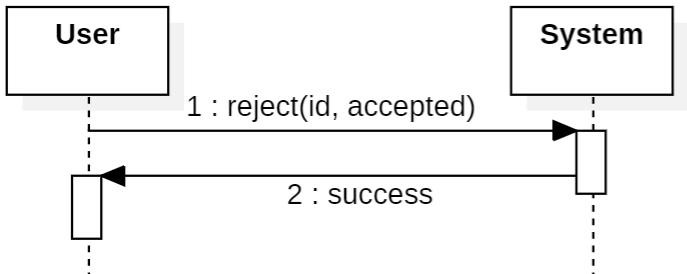 User
System
1 : reject(id, accepted)
2 : success